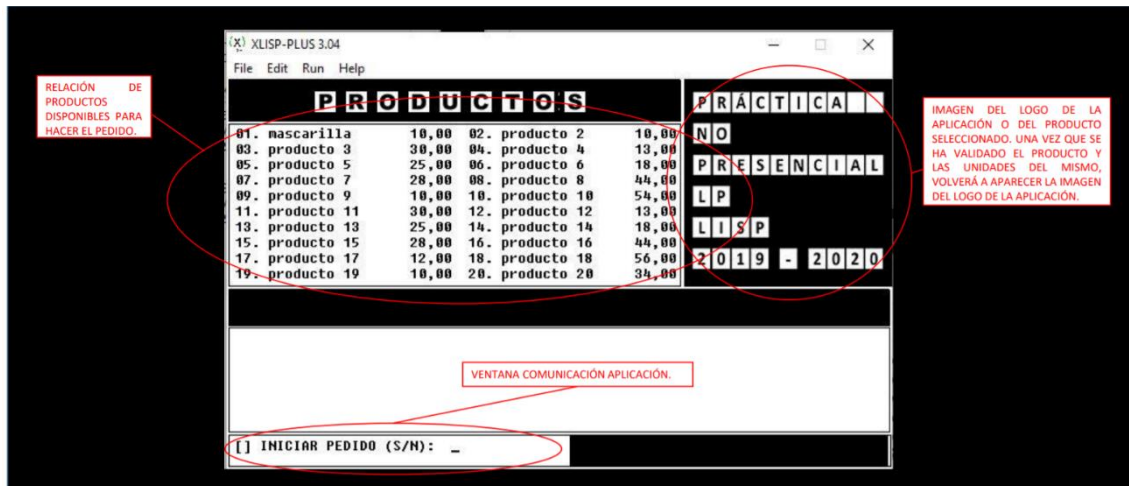 XLISP-PLUS 3.04
File Edit Run Help
RELACIÓN DE
PRODUCTOS
DISPONIBLES PARA
HACER EL PEDIDO.
PRODUCTOS
01. mascarilla 10,00 02. producto 2 10,00
03. producto 3 30,00 04. producto 4 13,00
05. producto 5 25,00 06. producto 6 18,00
07. producto 7 28,00 08. producto 8 44,00
09. producto 9 10,00 10. producto 10 54,00
11. producto 11 30,00 12. producto 12 13,00
13. producto 13 25,00 14. producto 14 18,00
15. producto 15 28,00 16. producto 16 44,00
17. producto 17 12,00 18. producto 18 56,00
19. producto 19 10,00 20. producto 20 34,00
PRÁCTICA
NO
PRESENCIAL
LP
LISP
2019 - 2020
IMAGEN DEL LOGO DE LA
APLICACIÓN O DEL PRODUCTO
SELECCIONADO. UNA VEZ QUE SE
HA VALIDADO EL PRODUCTO Y
LAS UNIDADES DEL MISMO,
VOLVERÁ A APARECER LA IMAGEN
DEL LOGO DE LA APLICACIÓN.
VENTANA COMUNICACIÓN APLICACIÓN.
[] INICIAR PEDIDO (S/N): _